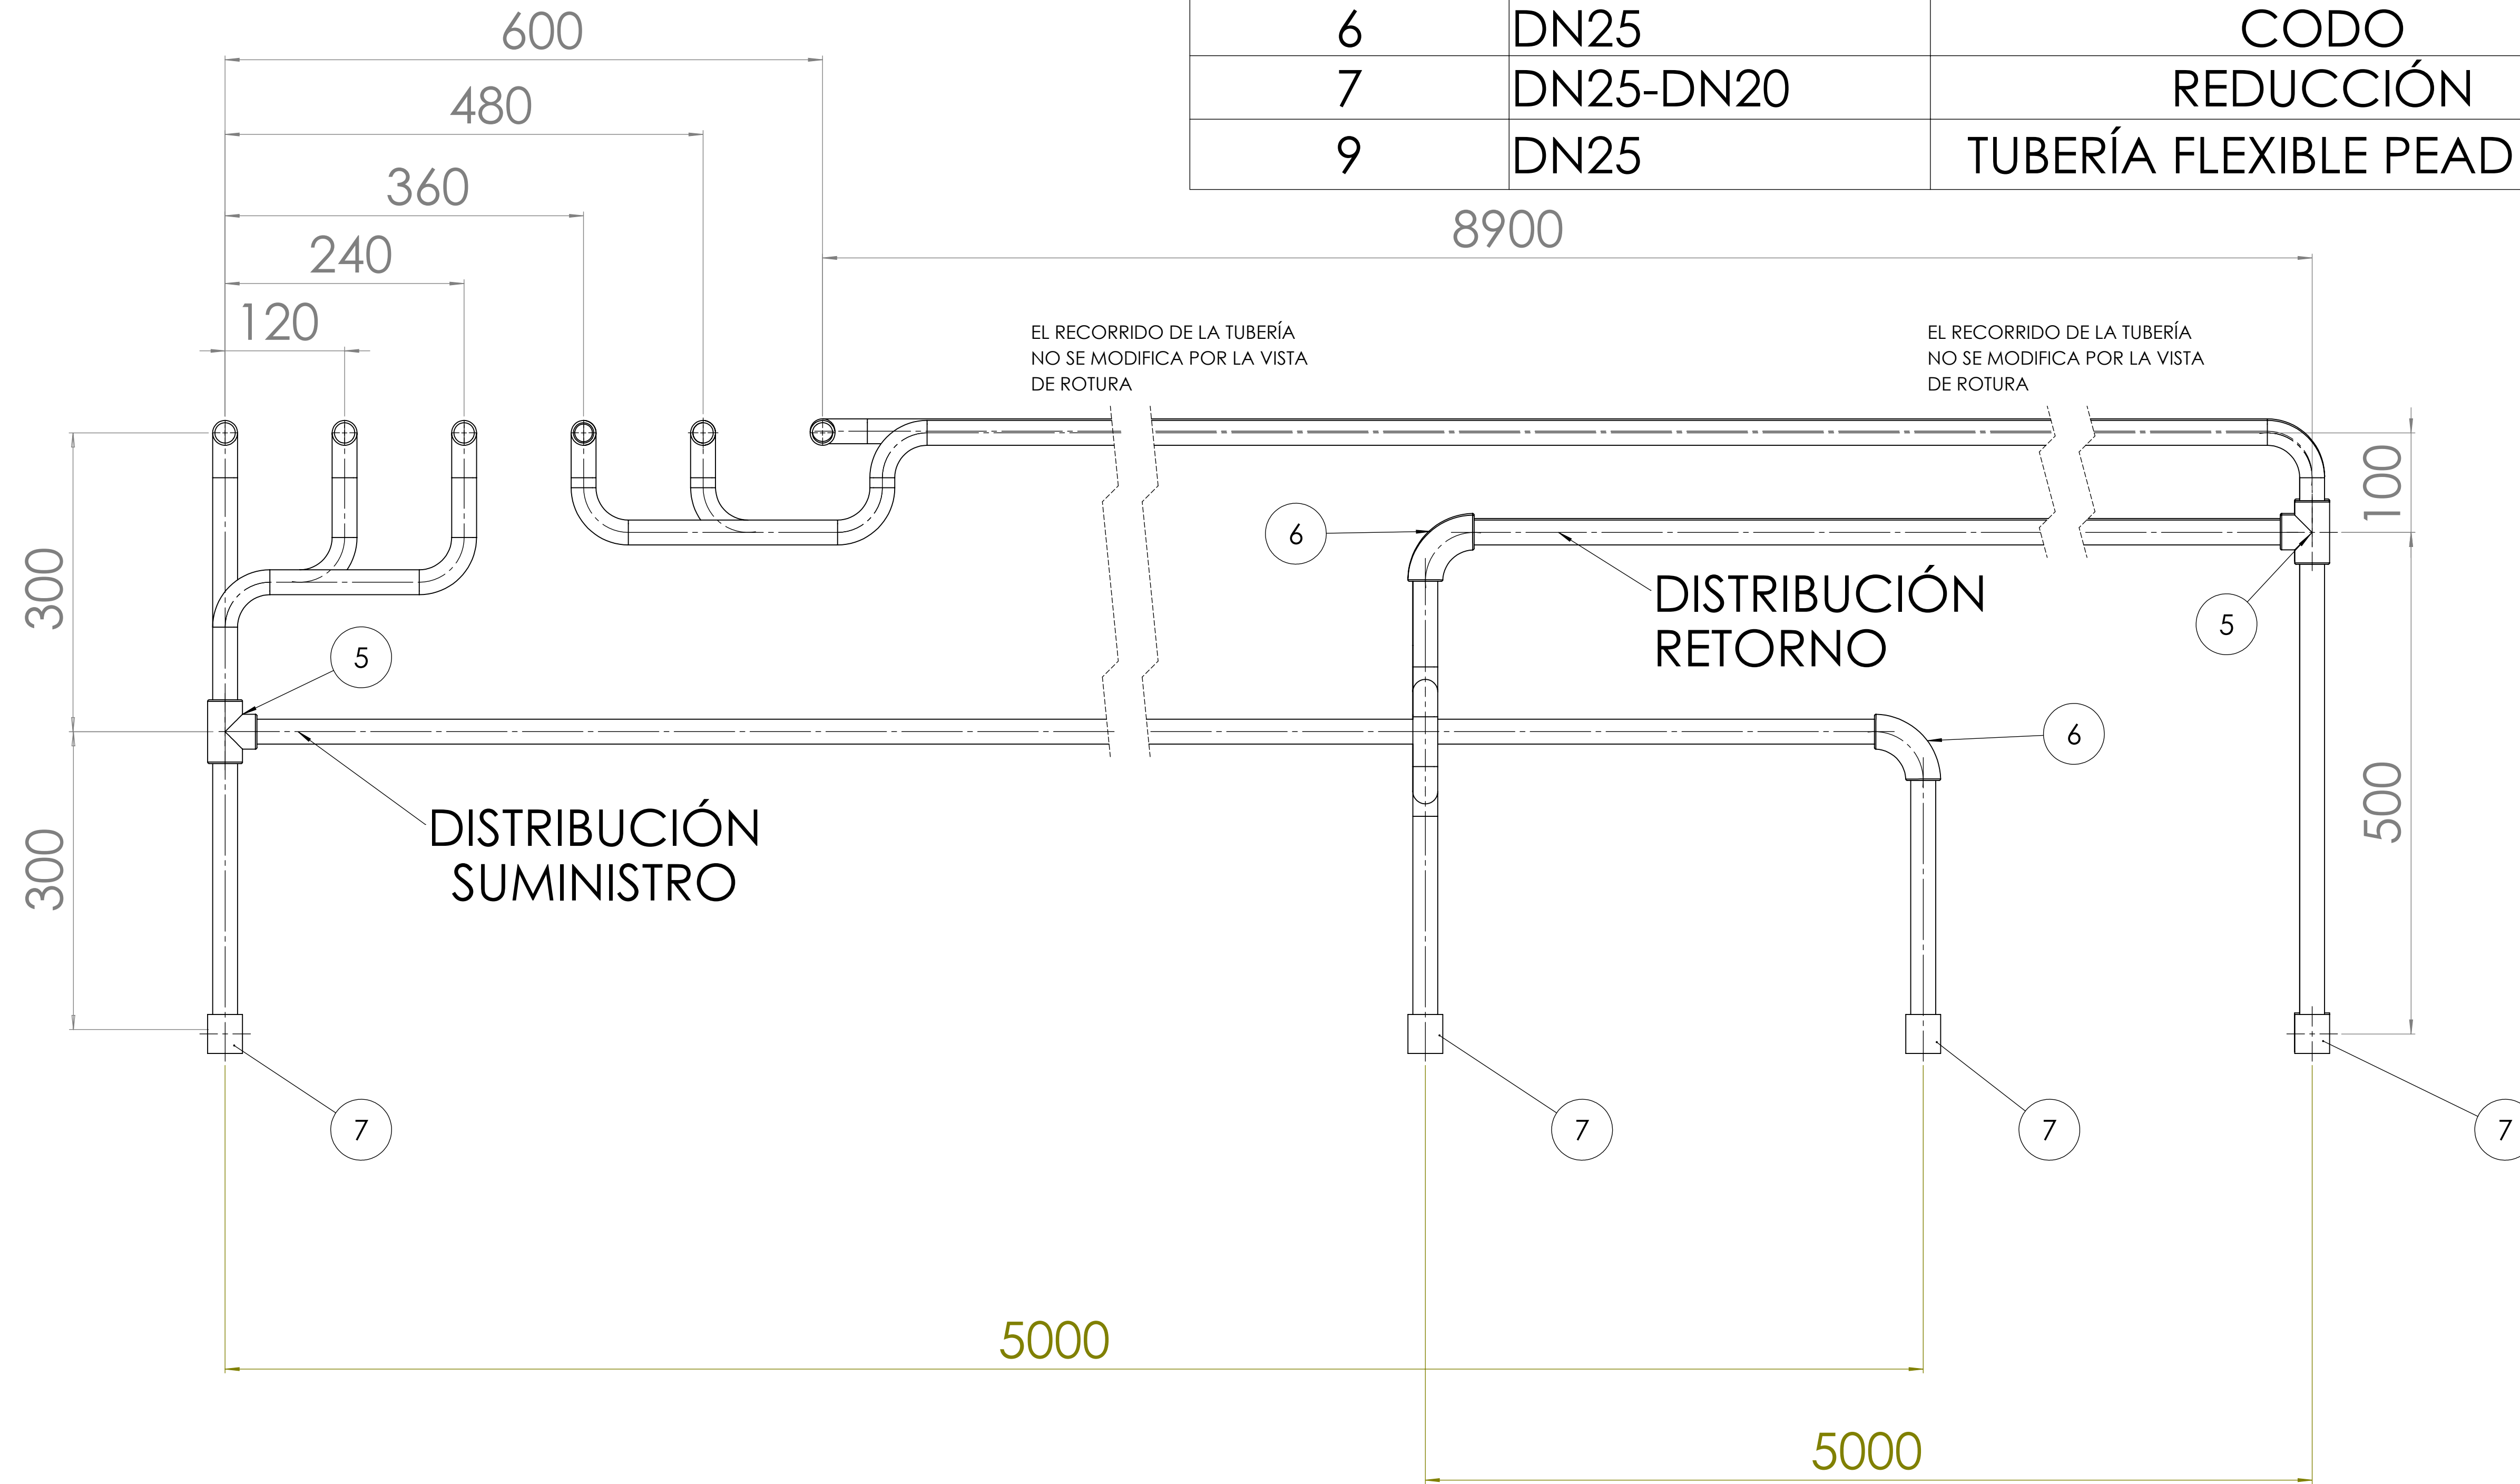 6 DN25 CODO
7 DN25-DN20 REDUCCIÓN
9 DN25 TUBERÍA FLEXIBLE PEAD
600
480
360
240
120
8900
EL RECORRIDO DE LA TUBERÍA
NO SE MODIFICA POR LA VISTA
DE ROTURA
EL RECORRIDO DE LA TUBERÍA
NO SE MODIFICA POR LA VISTA
DE ROTURA
300
300
100
500
6
5
DISTRIBUCIÓN
RETORNO
5
6
DISTRIBUCIÓN
SUMINISTRO
7
7
7
7
5000
5000